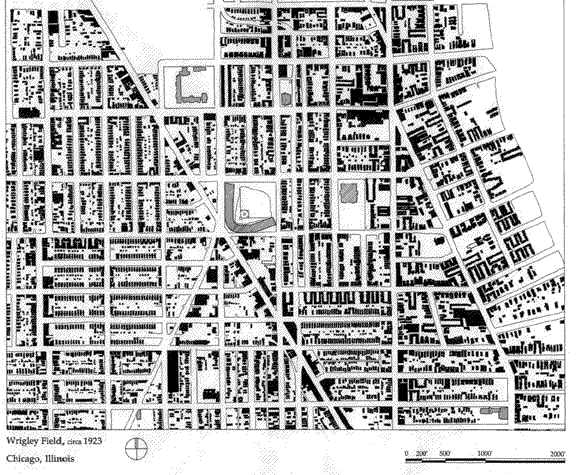 Wrigley Field, circa 1923
Chicago, Illinois
0 200' 500' 1000' 2000'